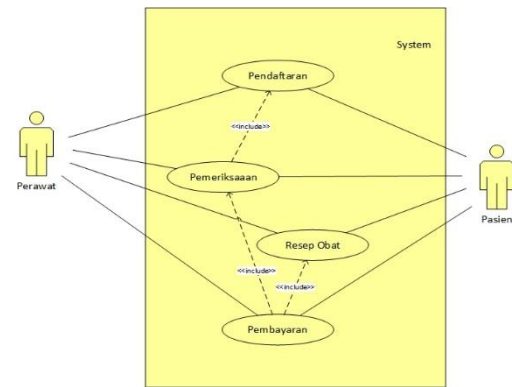 System
Pendaftaran
<<include>>
Perawat
Pemeriksaaan
Pasien
Resep Obat
<<include>>
<<include>>
Pembayaran